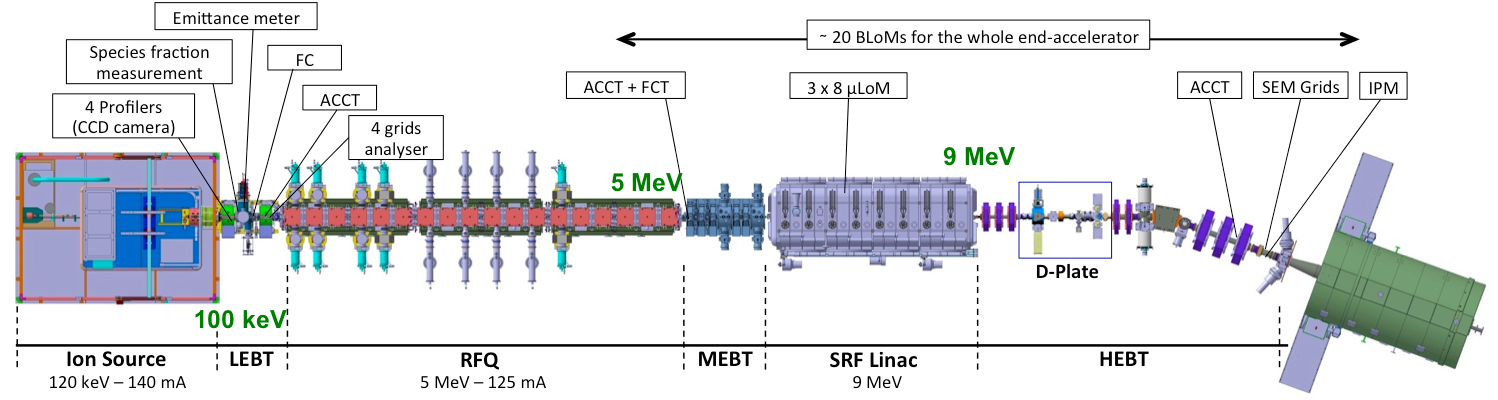 Emittance meter
~ 20 BLoMs for the whole end-accelerator
Species fraction
measurement
FC
4 Profilers
(CCD camera)
ACCT
4 grids
analyser
ACCT + FCT
3 x 8 µLoM
ACCT
SEM Grids
IPM
5 MeV
9 MeV
D-Plate
100 keV
Ion Source
120 keV – 140 mA
LEBT
RFQ
5 MeV – 125 mA
MEBT
SRF Linac
9 MeV
HEBT